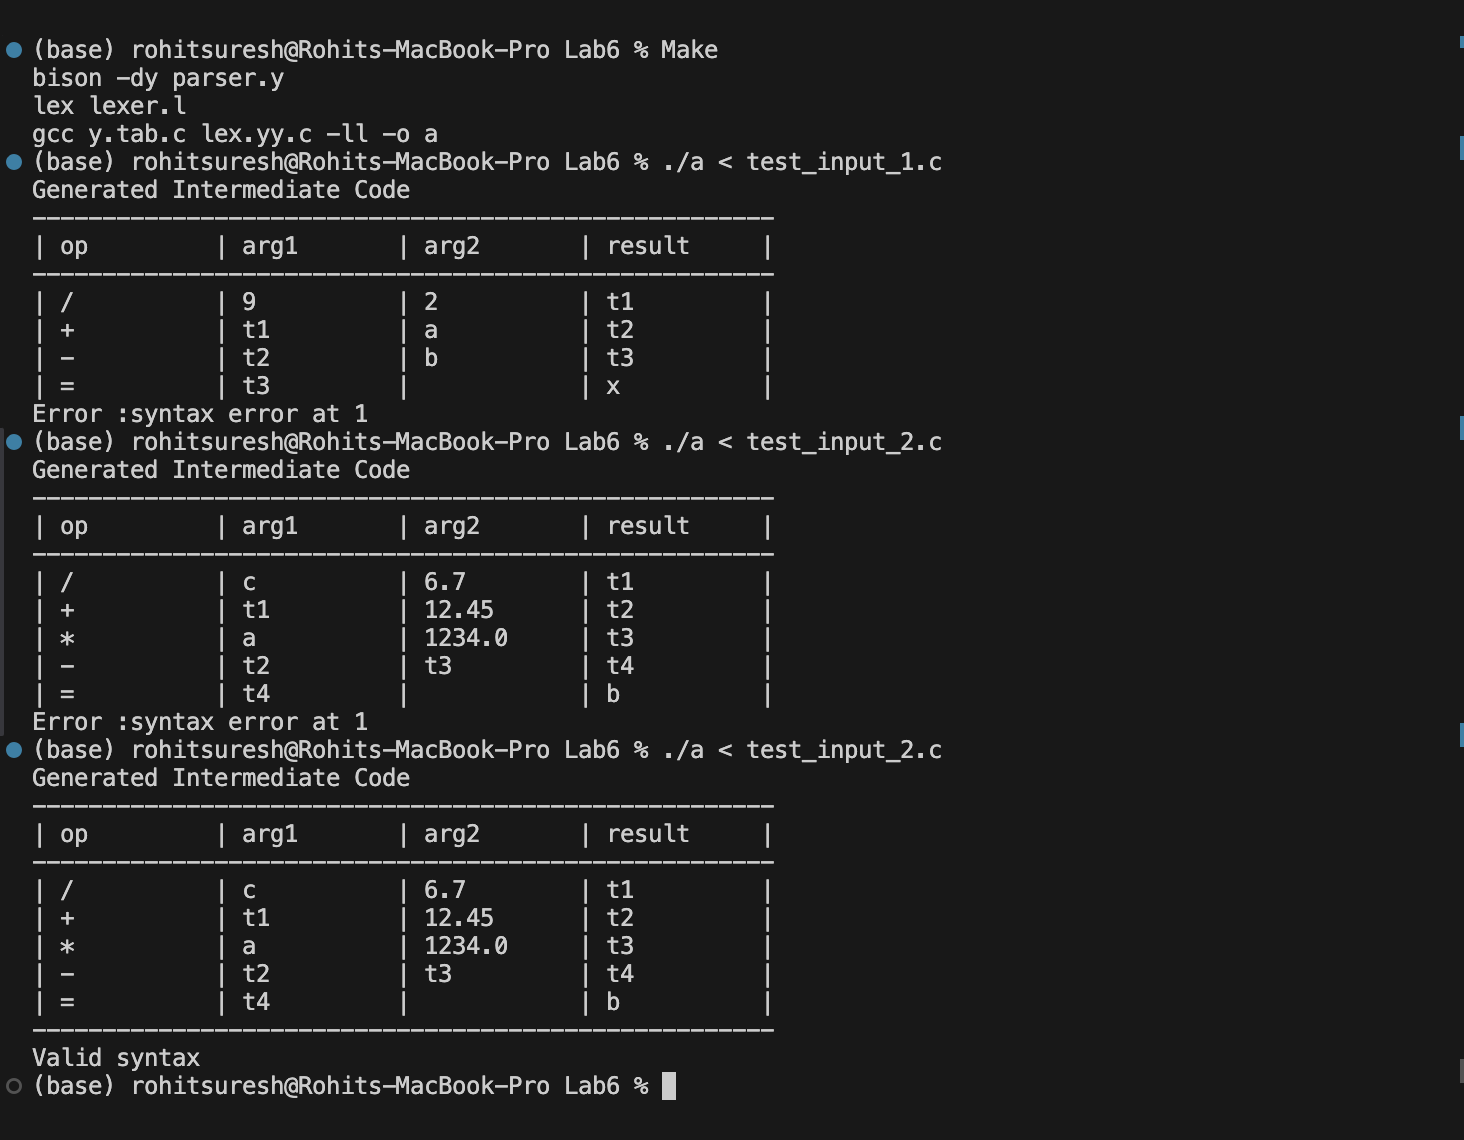 (base) rohitsuresh@Rohits-MacBook-Pro Lab6 % Make
bison -dy parser.y
lex lexer.l
gcc y.tab.c lex.yy.c -ll -o a
(base) rohitsuresh@Rohits-MacBook-Pro Lab6 % ./a < test_input_1.c
Generated Intermediate Code
-----------------------------------------------------
| op         | arg1       | arg2       | result     |
-----------------------------------------------------
| /          | 9          | 2          | t1         |
| +          | t1         | a          | t2         |
| -          | t2         | b          | t3         |
| =          | t3         |            | x          |
Error :syntax error at 1
(base) rohitsuresh@Rohits-MacBook-Pro Lab6 % ./a < test_input_2.c
Generated Intermediate Code
-----------------------------------------------------
| op         | arg1       | arg2       | result     |
-----------------------------------------------------
| /          | c          | 6.7        | t1         |
| +          | t1         | 12.45      | t2         |
| *          | a          | 1234.0     | t3         |
| -          | t2         | t3         | t4         |
| =          | t4         |            | b          |
Error :syntax error at 1
(base) rohitsuresh@Rohits-MacBook-Pro Lab6 % ./a < test_input_2.c
Generated Intermediate Code
-----------------------------------------------------
| op         | arg1       | arg2       | result     |
-----------------------------------------------------
| /          | c          | 6.7        | t1         |
| +          | t1         | 12.45      | t2         |
| *          | a          | 1234.0     | t3         |
| -          | t2         | t3         | t4         |
| =          | t4         |            | b          |
-----------------------------------------------------
Valid syntax
(base) rohitsuresh@Rohits-MacBook-Pro Lab6 %